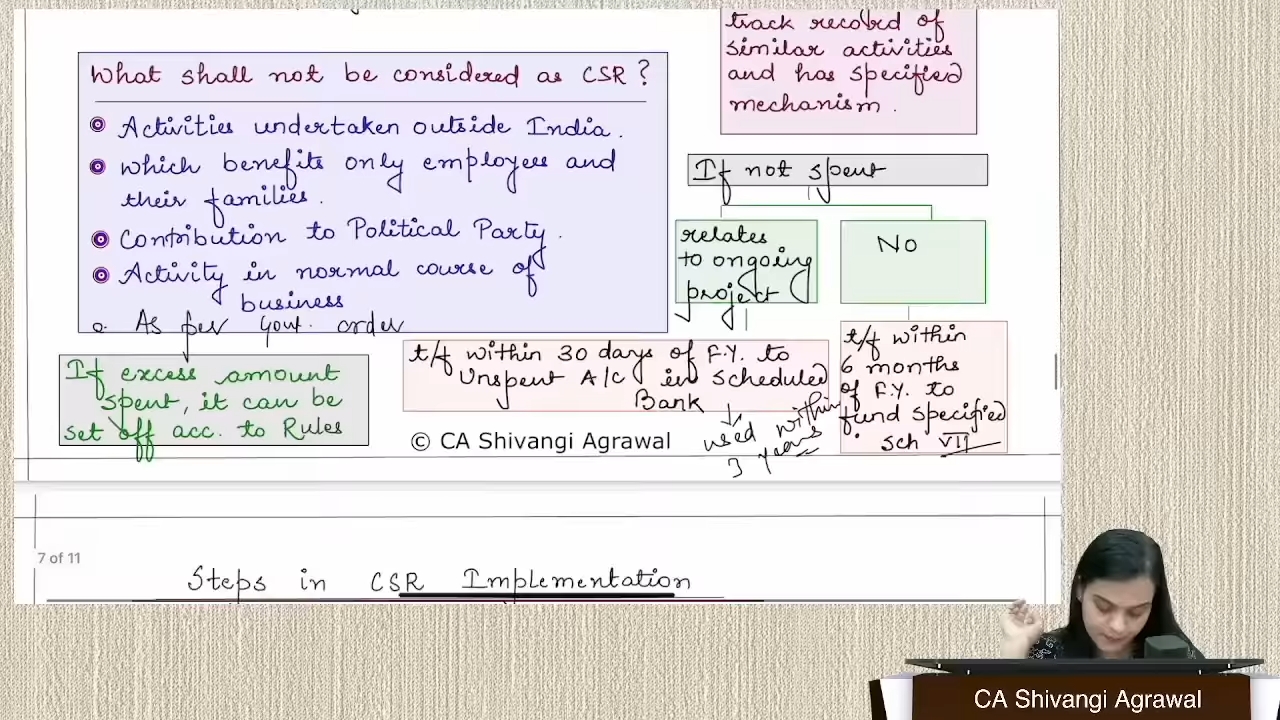 track record of
similar activities
and has specified
mechanism.
What shall not be considered as CSR?
Activities undertaken outside India.
which benefits only employees and
their families.
Contribution to Political Party.
Activity in normal course of
business
o. As per Govt. order
If excess amount
spent, it can be
set off acc. to Rules
If not spent
relates
to ongoing
project
No
t/f within 30 days of F.Y. to
Unspent A/C in scheduled
Bank
used within
3 years
t/f within
6 months
of F.Y. to
fund specified
Sch VII
© CA Shivangi Agrawal
7 of 11
Steps in CSR Implementation
CA Shivangi Agrawal